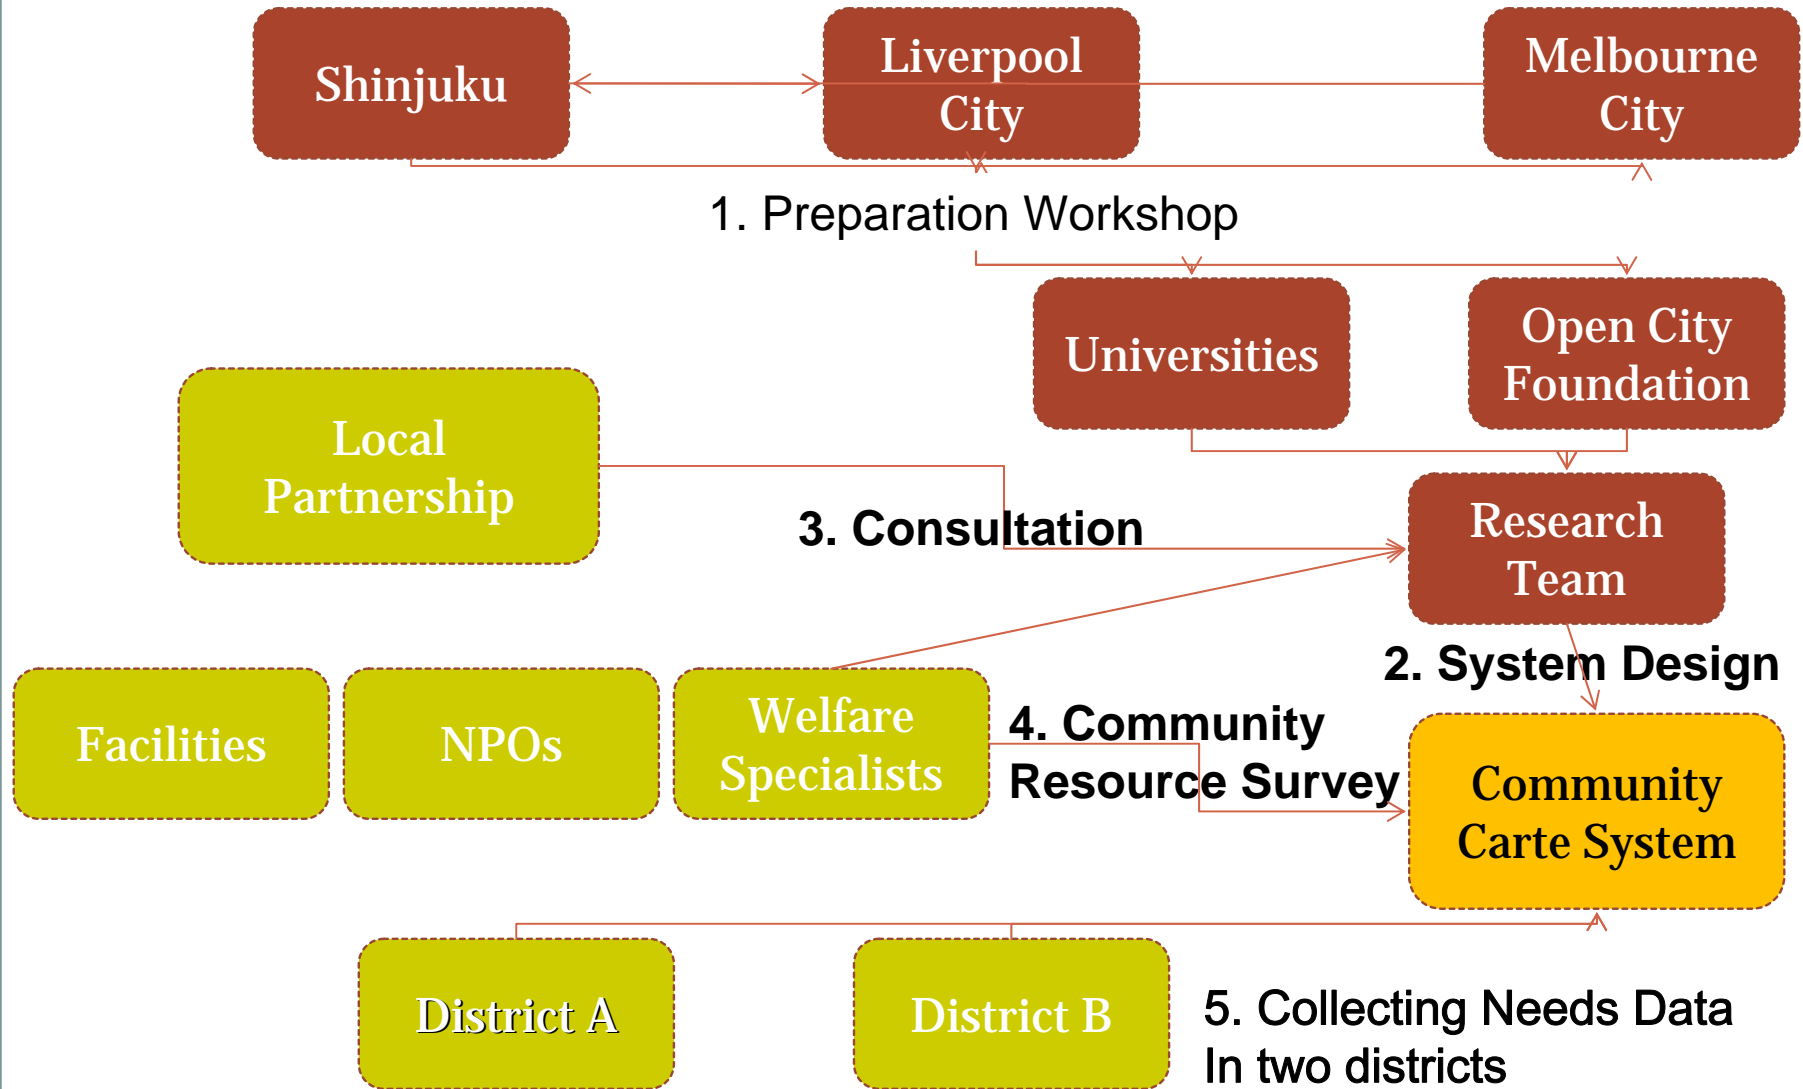 Shinjuku
Liverpool
City
Melbourne
City
1. Preparation Workshop
Universities
Open City
Foundation
Local
Partnership
3. Consultation
Research
Team
2. System Design
Facilities
NPOs
Welfare
Specialists
4. Community
Resource Survey
Community
Carte System
District A
District B
5. Collecting Needs Data
In two districts